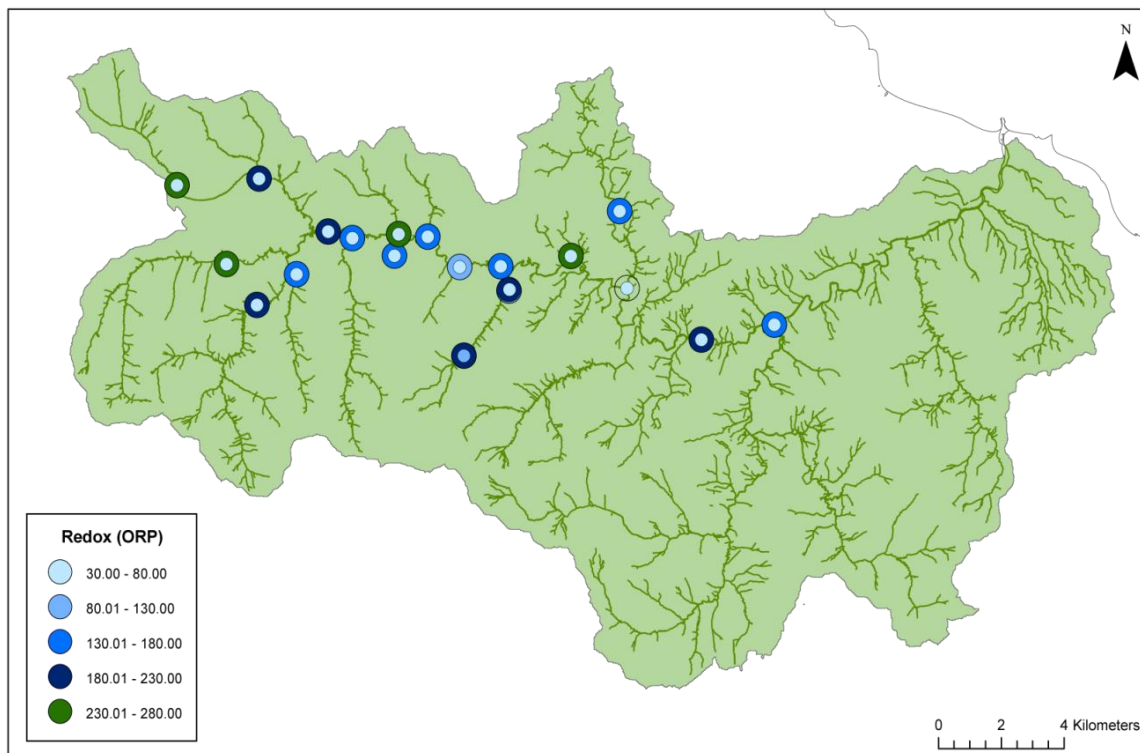 N
Redox (ORP)
30.00 - 80.00
80.01 - 130.00
130.01 - 180.00
180.01 - 230.00
230.01 - 280.00
0 2 4 Kilometers